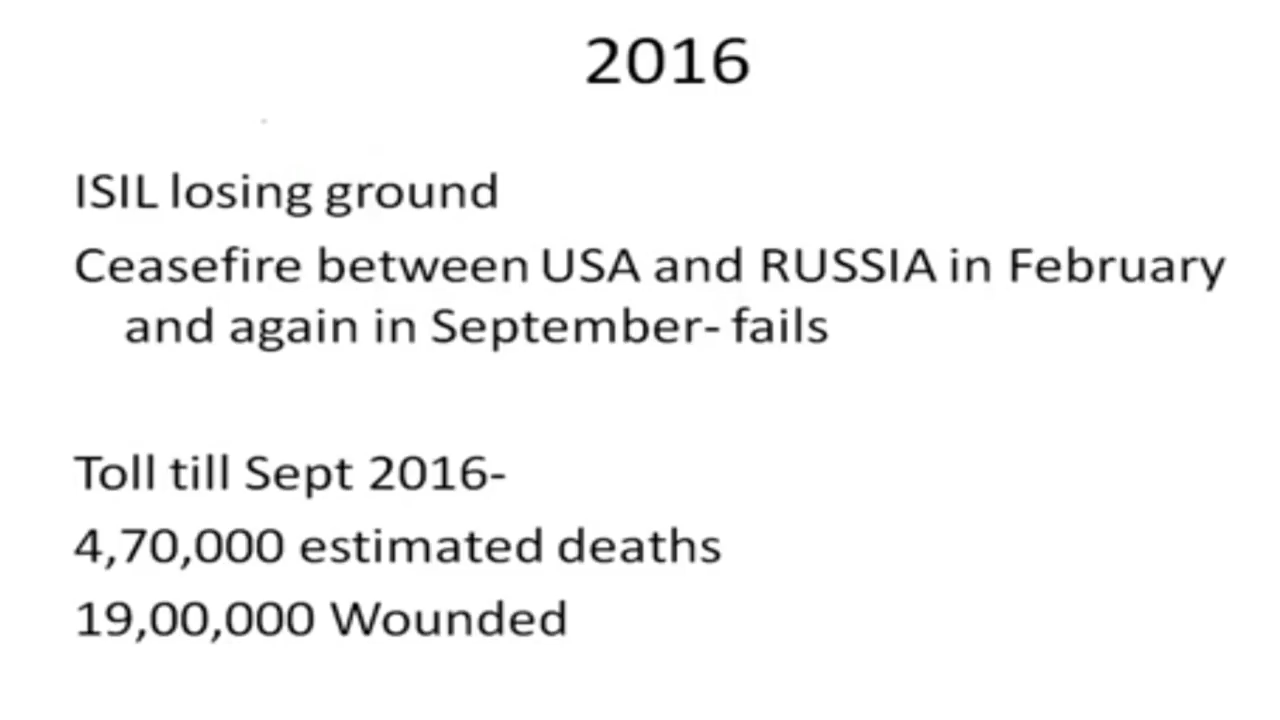 2016
ISIL losing ground
Ceasefire between USA and RUSSIA in February
and again in September- fails
Toll till Sept 2016-
4,70,000 estimated deaths
19,00,000 Wounded